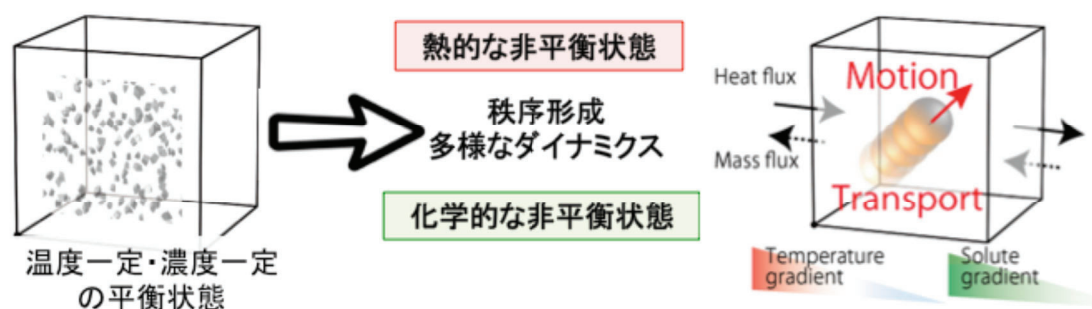 温度一定・濃度一定
の平衡状態
熱的な非平衡状態
秩序形成
多様なダイナミクス
化学的な非平衡状態
Heat flux
Mass flux
Motion
Transport
Temperature
gradient
Solute
gradient